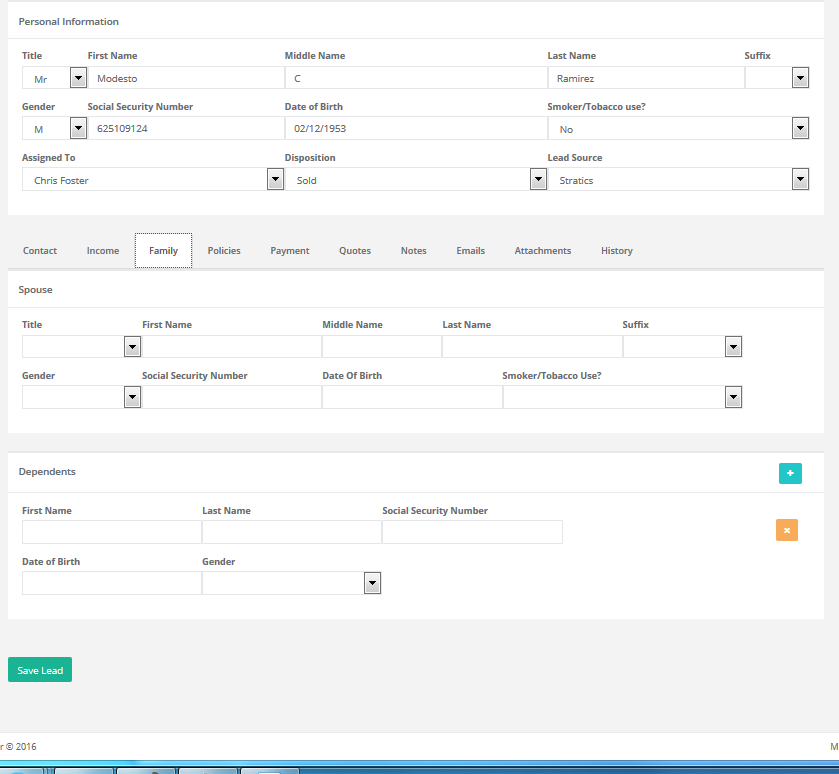 Personal Information
Title First Name Middle Name Last Name Suffix
Mr Modesto C Ramirez
Gender Social Security Number Date of Birth Smoker/Tobacco use?
M 625109124 02/12/1953 No
Assigned To Disposition Lead Source
Chris Foster Sold Stratics
Contact Income Family Policies Payment Quotes Notes Emails Attachments History
Spouse
Title First Name Middle Name Last Name Suffix
Gender Social Security Number Date Of Birth Smoker/Tobacco Use?
Dependents +
First Name Last Name Social Security Number
x
Date of Birth Gender
Save Lead
r © 2016 M